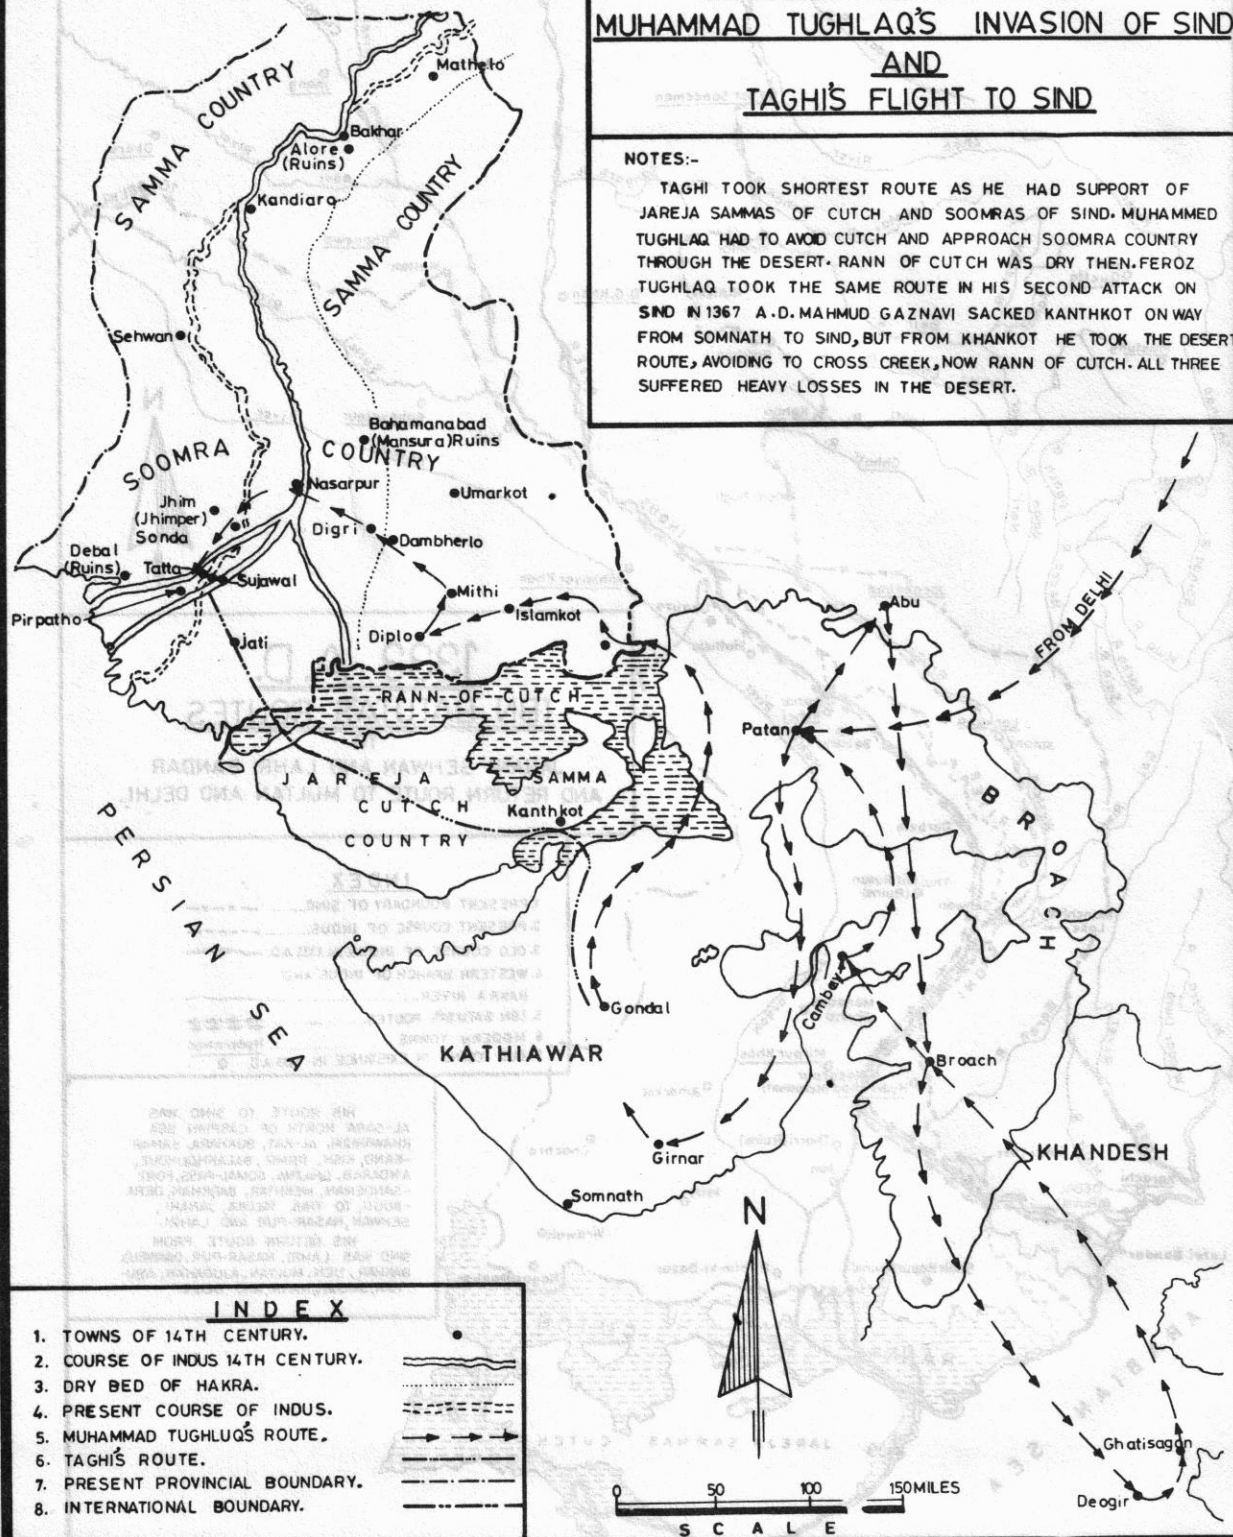 MUHAMMAD TUGHLAQ'S INVASION OF SIND
AND
TAGHI'S FLIGHT TO SIND
NOTES:-
TAGHI TOOK SHORTEST ROUTE AS HE HAD SUPPORT OF
JAREJA SAMMAS OF CUTCH AND SOOMRAS OF SIND. MUHAMMED
TUGHLAQ HAD TO AVOID CUTCH AND APPROACH SOOMRA COUNTRY
THROUGH THE DESERT. RANN OF CUTCH WAS DRY THEN. FEROZ
TUGHLAQ TOOK THE SAME ROUTE IN HIS SECOND ATTACK ON
SIND IN 1367 A.D. MAHMUD GAZNAVI SACKED KANTHKOT ON WAY
FROM SOMNATH TO SIND, BUT FROM KHANKOT HE TOOK THE DESERT
ROUTE, AVOIDING TO CROSS CREEK, NOW RANN OF CUTCH. ALL THREE
SUFFERED HEAVY LOSSES IN THE DESERT.
Mathelo
SAMMA COUNTRY
Bakhar
Alore
(Ruins)
Kandiaro
SAMMA COUNTRY
Sehwan
Bahamanabad
(Mansura) Ruins
SOOMRA COUNTRY
Nasarpur
Umarkot
Jhim
(Jhimper)
Sonda
Digri
Dambherlo
Debal
(Ruins)
Tatta
Sujawal
Mithi
Pirpatho
Islamkot
Abu
FROM DELHI
Jati
Diplo
RANN OF CUTCH
Patan
JAREJA SAMMA
CUTCH
Kanthkot
COUNTRY
BROACH
PERSIAN SEA
Cambay
Gondal
KATHIAWAR
Broach
Girnar
KHANDESH
Somnath
N
Ghatisagan
Deogir
INDEX
1. TOWNS OF 14TH CENTURY.
2. COURSE OF INDUS 14TH CENTURY.
3. DRY BED OF HAKRA.
4. PRESENT COURSE OF INDUS.
5. MUHAMMAD TUGHLUQ'S ROUTE.
6. TAGHI'S ROUTE.
7. PRESENT PROVINCIAL BOUNDARY.
8. INTERNATIONAL BOUNDARY.
0 50 100 150 MILES
SCALE